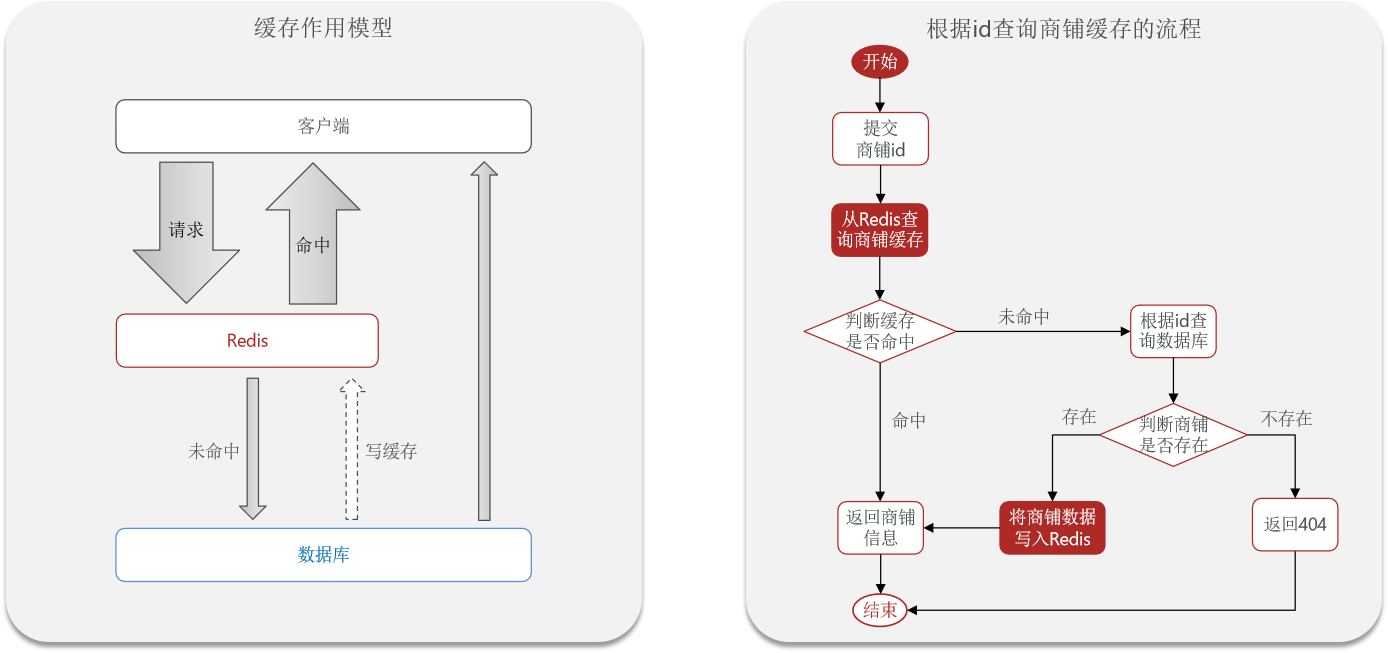 缓存作用模型
客户端
请求
命中
Redis
未命中
写缓存
数据库
根据id查询商铺缓存的流程
开始
提交
商铺id
从Redis查
询商铺缓存
判断缓存
是否命中
未命中
根据id查
询数据库
命中
存在
判断商铺
是否存在
不存在
返回商铺
信息
将商铺数据
写入Redis
返回404
结束